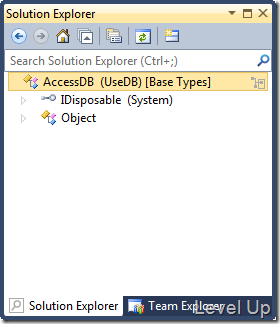 Solution Explorer
Search Solution Explorer (Ctrl+;)
AccessDB (UseDB) [Base Types]
IDisposable (System)
Object
Solution Explorer
Team Explorer
Level Up